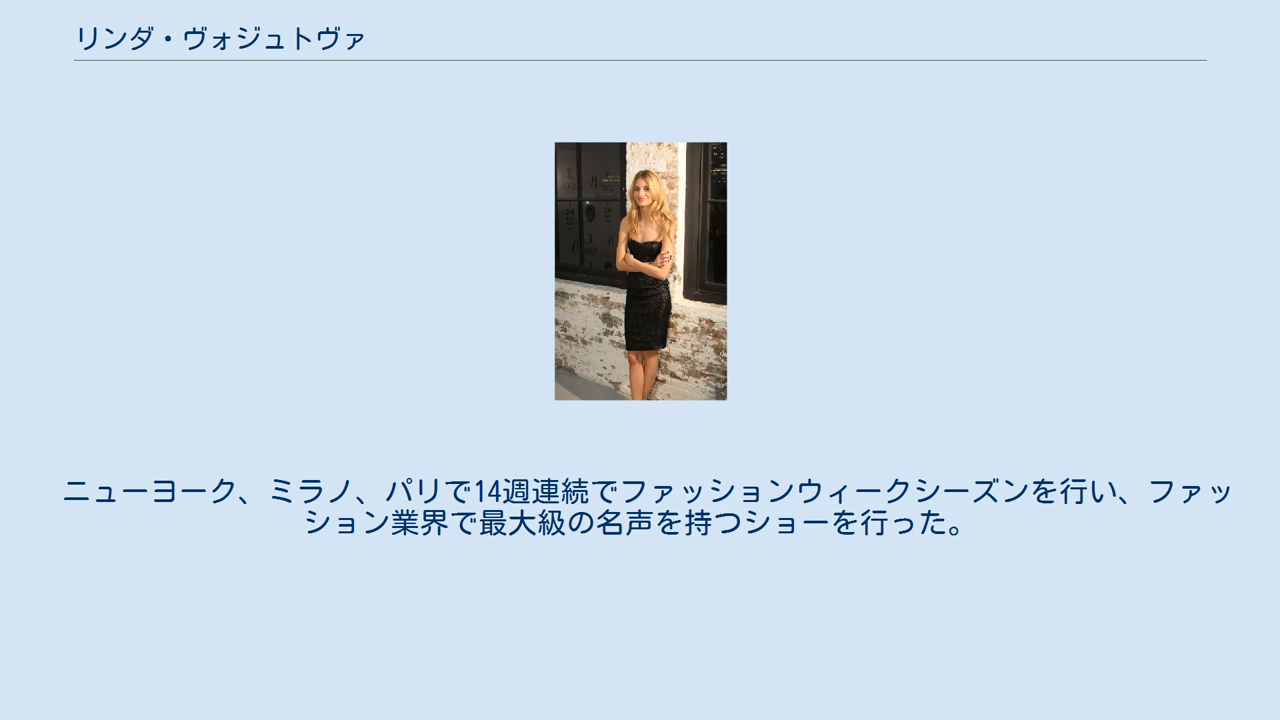 リンダ・ヴォジュトヴァ
ニューヨーク、ミラノ、パリで14週連続でファッションウィークシーズンを行い、ファッ
ション業界で最大級の名声を持つショーを行った。